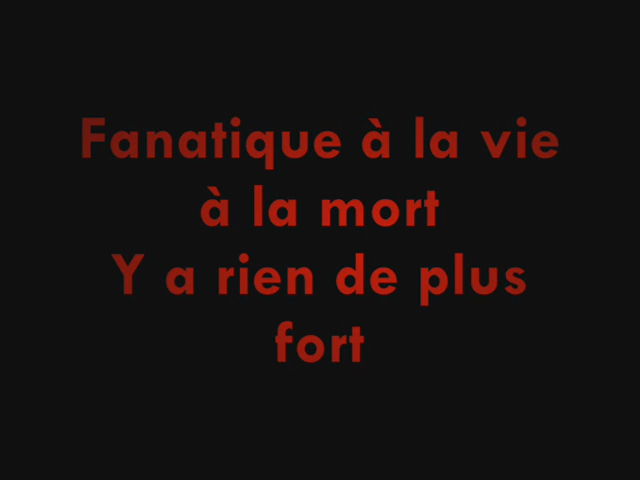 Fanatique à la vie
à la mort
Y a rien de plus
fort